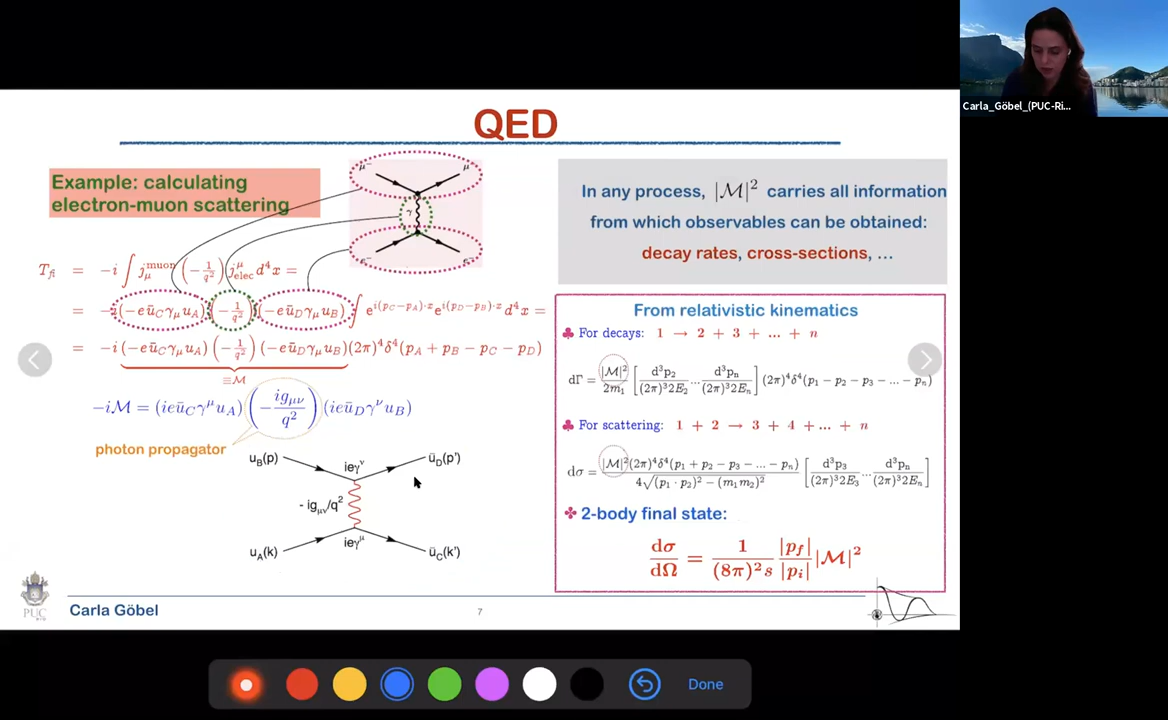 Carla_Göbel_(PUC-Ri...
QED
Example: calculating
electron-muon scattering
μ⁻ μ⁻
γ
e⁻ e⁻
T_fi = -i ∫ j_μ^muon (-1/q²) j^μ_elec d⁴x =
= -i (-e ū_C γ_μ u_A) (-1/q²) (-e ū_D γ_μ u_B) ∫ e^{i(p_C-p_A)·x} e^{i(p_D-p_B)·x} d⁴x =
= -i (-e ū_C γ_μ u_A) (-1/q²) (-e ū_D γ_μ u_B)(2π)⁴δ⁴(p_A + p_B - p_C - p_D)
≡ℳ
-iℳ = (ieū_Cγ^μ u_A) (-ig_μν/q²) (ieū_Dγ^ν u_B)
photon propagator
u_B(p) ieγ^ν ū_D(p')
- ig_μν/q²
u_A(k) ieγ^μ ū_C(k')
In any process, |ℳ|² carries all information
from which observables can be obtained:
decay rates, cross-sections, ...
From relativistic kinematics
♣ For decays: 1 → 2 + 3 + ... + n
dΓ = |ℳ|²/2m₁ [d³p₂/(2π)³2E₂ ... d³p_n/(2π)³2E_n] (2π)⁴δ⁴(p₁ - p₂ - p₃ - ... - p_n)
♣ For scattering: 1 + 2 → 3 + 4 + ... + n
dσ = |ℳ|²(2π)⁴δ⁴(p₁ + p₂ - p₃ - ... - p_n)/4√(p₁ · p₂)² - (m₁m₂)² [d³p₃/(2π)³2E₃ ... d³p_n/(2π)³2E_n]
✤ 2-body final state:
dσ/dΩ = 1/(8π)²s |p_f|/|p_i| |ℳ|²
PUC
RIO
Carla Göbel
7
Done